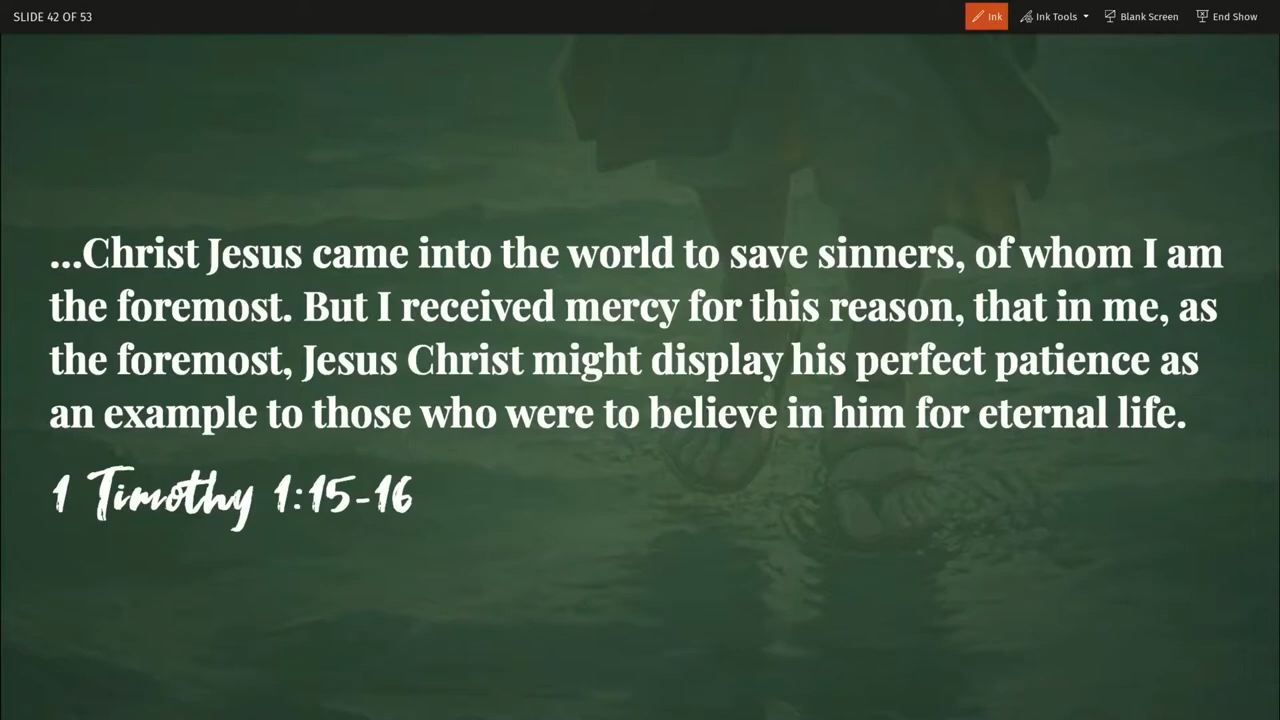 SLIDE 42 OF 53
Ink
Ink Tools
Blank Screen
End Show
...Christ Jesus came into the world to save sinners, of whom I am
the foremost. But I received mercy for this reason, that in me, as
the foremost, Jesus Christ might display his perfect patience as
an example to those who were to believe in him for eternal life.
1 Timothy 1:15-16